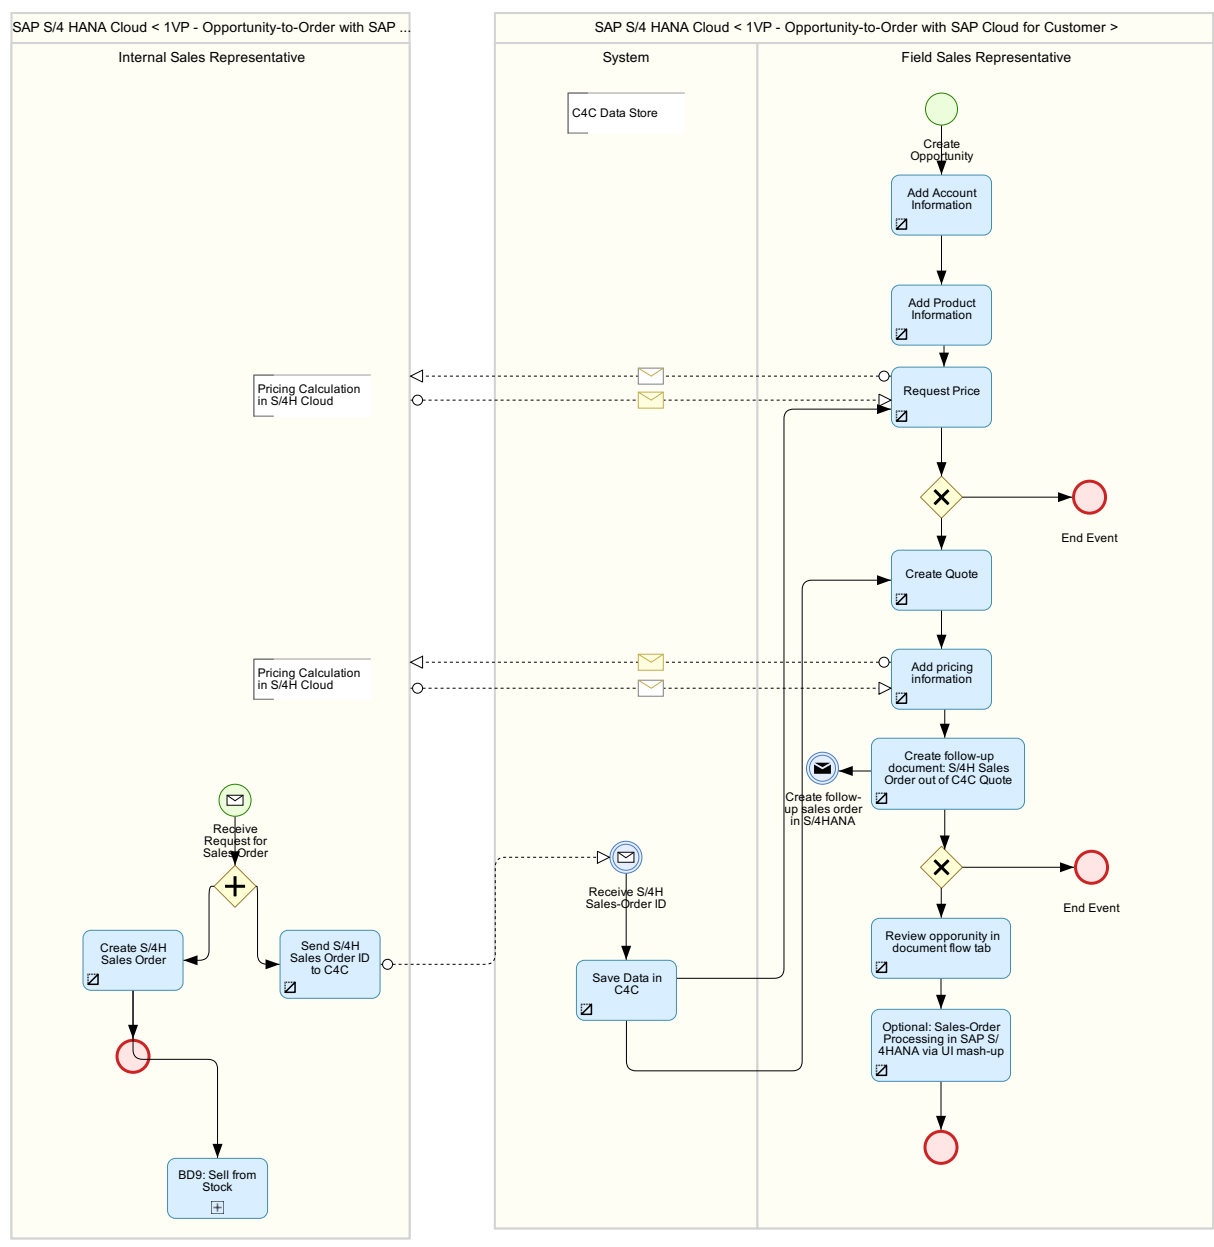 SAP S/4 HANA Cloud < 1VP - Opportunity-to-Order with SAP ...
SAP S/4 HANA Cloud < 1VP - Opportunity-to-Order with SAP Cloud for Customer >
Internal Sales Representative
System
Field Sales Representative
C4C Data Store
Create
Opportunity
Add Account
Information
Add Product
Information
Pricing Calculation
in S/4H Cloud
Request Price
End Event
Create Quote
Pricing Calculation
in S/4H Cloud
Add pricing
information
Create follow-up
document: S/4H Sales
Order out of C4C Quote
Create follow-
up sales order
in S/4HANA
Receive
Request for
Sales Order
Receive S/4H
Sales-Order ID
End Event
Create S/4H
Sales Order
Send S/4H
Sales Order ID
to C4C
Review opporunity in
document flow tab
Save Data in
C4C
Optional: Sales-Order
Processing in SAP S/
4HANA via UI mash-up
BD9: Sell from
Stock